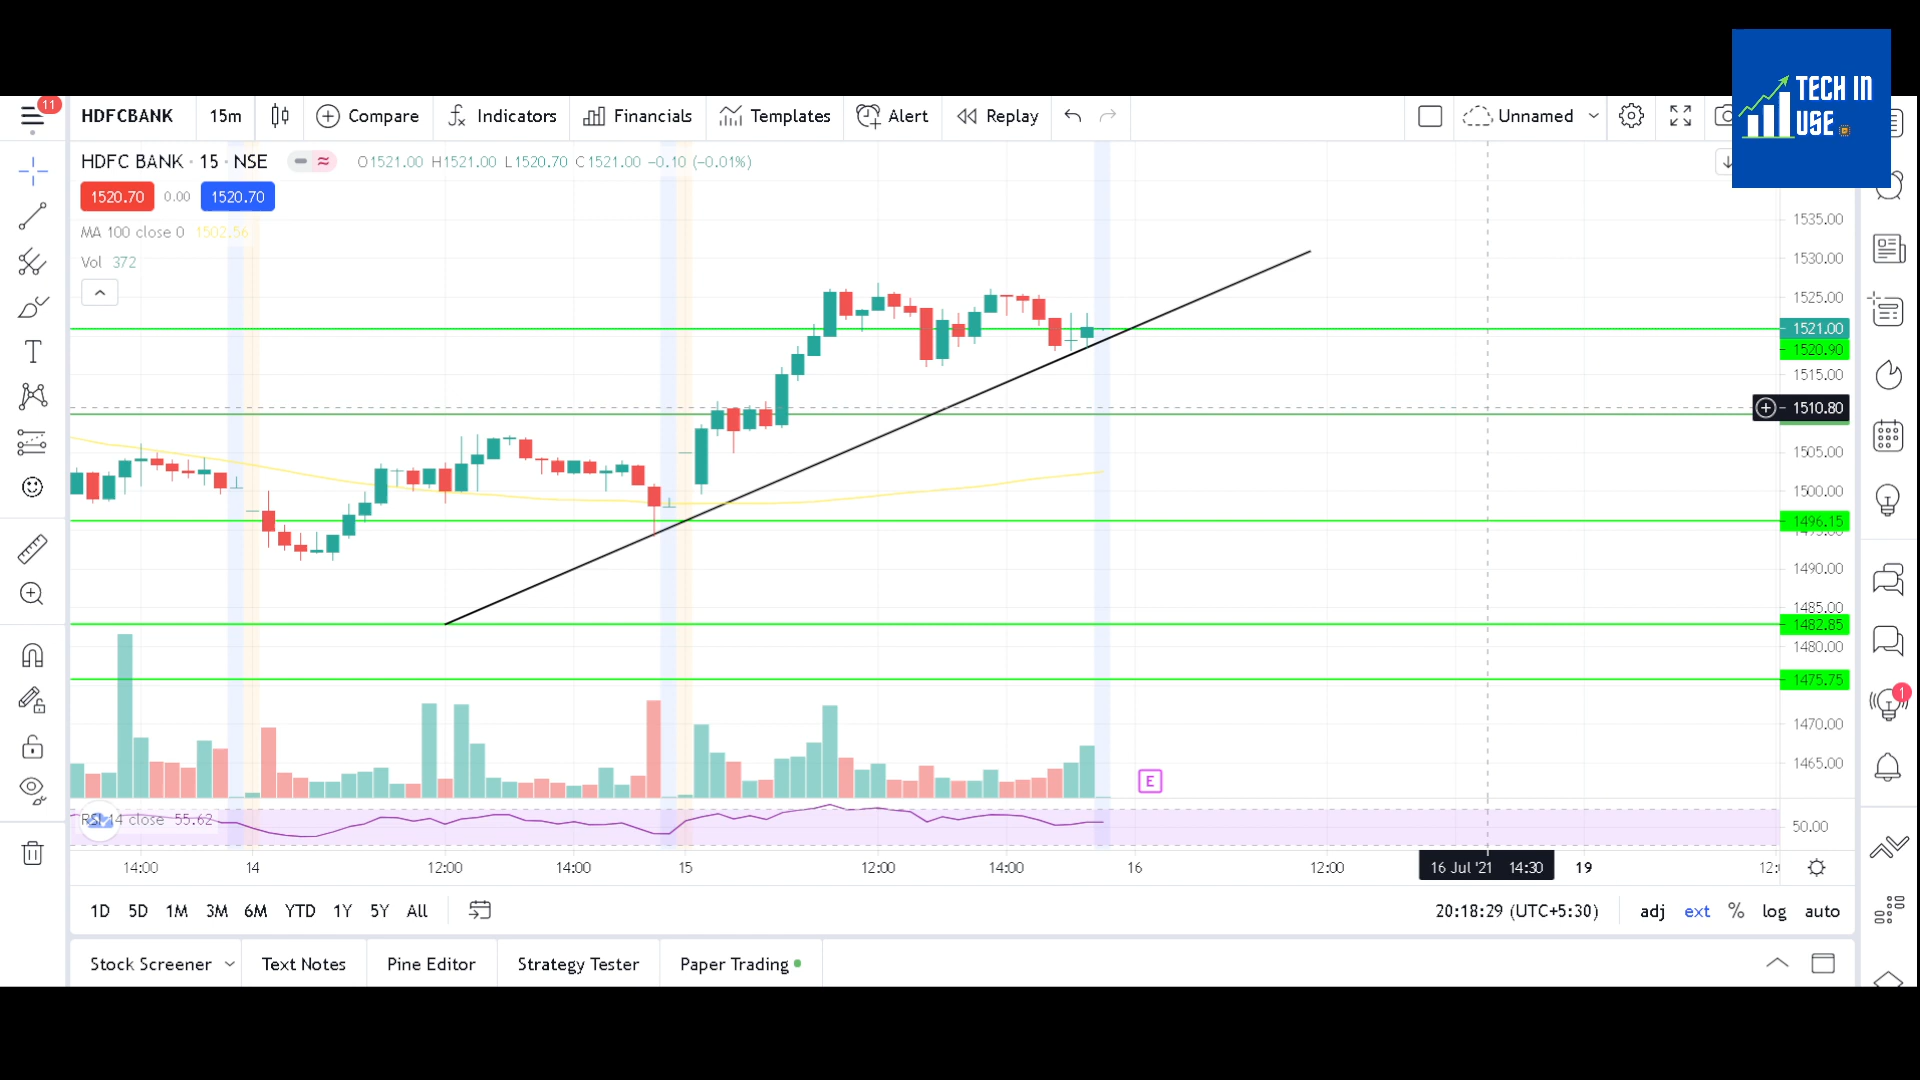 TECH IN
USE
11
HDFCBANK 15m Compare Indicators Financials Templates Alert Replay Unnamed
HDFC BANK · 15 · NSE O1521.00 H1521.00 L1520.70 C1521.00 −0.10 (−0.01%)
1520.70 0.00 1520.70
MA 100 close 0 1502.56
Vol 372
1535.00
1530.00
1525.00
1521.00
1520.90
1515.00
1510.80
1505.00
1500.00
1496.15
1490.00
1485.00
1482.85
1480.00
1475.75
1470.00
1465.00
1
E
RSI 14 close 55.62
50.00
14:00 14 12:00 14:00 15 12:00 14:00 16 12:00 16 Jul '21 14:30 19
1D 5D 1M 3M 6M YTD 1Y 5Y All 20:18:29 (UTC+5:30) adj ext % log auto
Stock Screener Text Notes Pine Editor Strategy Tester Paper Trading